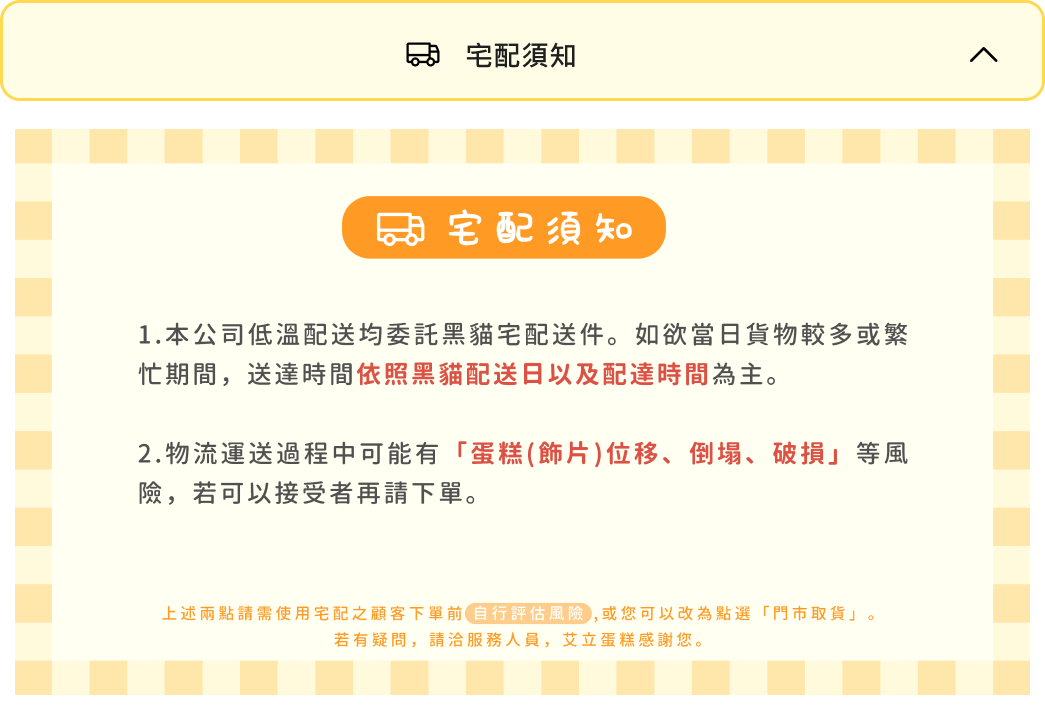 宅配須知
宅配須知
1.本公司低溫配送均委託黑貓宅配送件。如欲當日貨物較多或繁
忙期間，送達時間依照黑貓配送日以及配達時間為主。
2.物流運送過程中可能有「蛋糕(飾片)位移、倒塌、破損」等風
險，若可以接受者再請下單。
上述兩點請需使用宅配之顧客下單前自行評估風險,或您可以改為點選「門市取貨」。
若有疑問，請洽服務人員，艾立蛋糕感謝您。